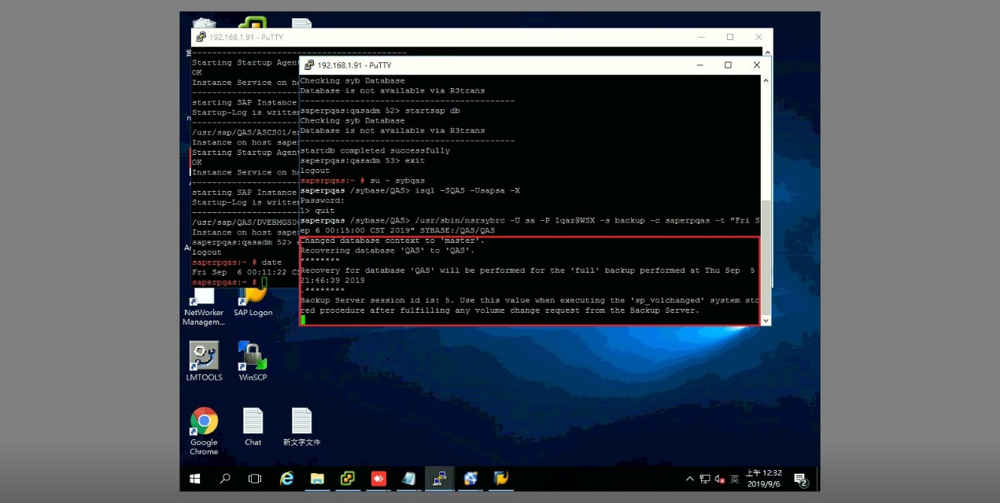 192.168.1.91 - PuTTY
Starting Startup Agent
OK
Instance Service on ho
starting SAP Instance
Startup-Log is written
/usr/sap/QAS/ASCS01/e
Instance on host sape
Starting Startup Agent
OK
Instance Service on ho
starting SAP Instance
Startup-Log is written
/usr/sap/QAS/DVEBMGS0
Instance on host sape
saperpqas:qasadm 52>
logout
saperpqas:~ # date
Fri Sep  6 00:11:22 CS
saperpqas:~ #
192.168.1.91 - PuTTY
Checking syb Database
Database is not available via R3trans
-------------------------------------------
saperpqas:qasadm 52> startsap db
Checking syb Database
Database is not available via R3trans
-------------------------------------------
startdb completed successfully
saperpqas:qasadm 53> exit
logout
saperpqas:~ # su - sybqas
saperpqas /sybase/QAS> isql -SQAS -Usapsa -X
Password:
1> quit
saperpqas /sybase/QAS> /usr/sbin/nsrsybrc -U sa -P 1qaz@WSX -s backup -c saperpqas -t "Fri S
ep 6 00:15:00 CST 2019" SYBASE:/QAS/QAS
Changed database context to 'master'.
Recovering database 'QAS' to 'QAS'.
********
Recovery for database 'QAS' will be performed for the 'full' backup performed at Thu Sep  5
21:46:39 2019
.********
Backup Server session id is: 5. Use this value when executing the 'sp_volchanged' system sto
red procedure after fulfilling any volume change request from the Backup Server.
NetWorker
Managem...
SAP Logon
LMTOOLS
WinSCP
Google
Chrome
Chat
新文字文件
英
上午 12:32
2019/9/6
2